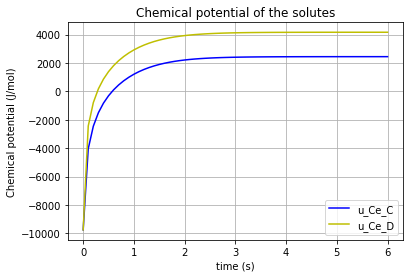 Chemical potential of the solutes
Chemical potential (J/mol)
4000
2000
0
−2000
−4000
−6000
−8000
−10000
0 1 2 3 4 5 6
time (s)
u_Ce_C
u_Ce_D